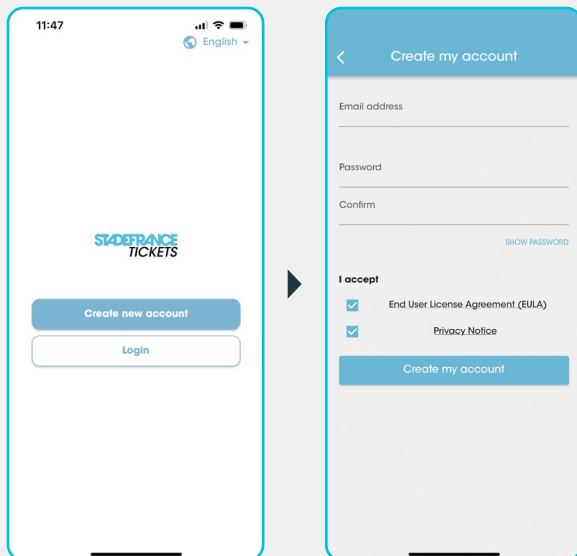 11:47
English
STADEFRANCE
TICKETS
Create new account
Login
Create my account
Email address
Password
Confirm
SHOW PASSWORD
I accept
End User License Agreement (EULA)
Privacy Notice
Create my account